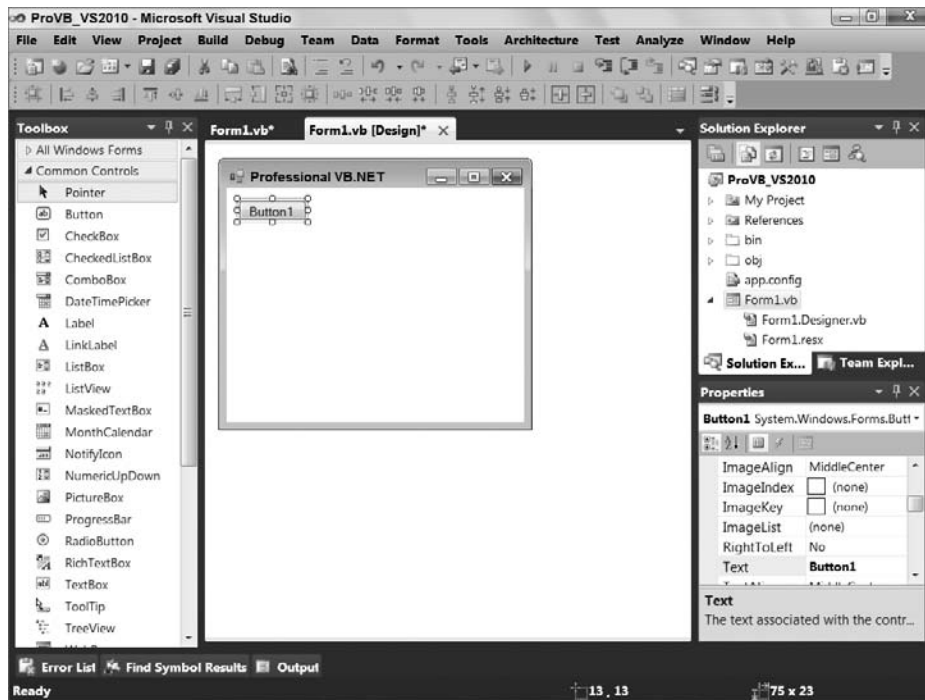 ProVB_VS2010 - Microsoft Visual Studio
File Edit View Project Build Debug Team Data Format Tools Architecture Test Analyze Window Help
Toolbox
All Windows Forms
Common Controls
Pointer
Button
CheckBox
CheckedListBox
ComboBox
DateTimePicker
Label
LinkLabel
ListBox
ListView
MaskedTextBox
MonthCalendar
NotifyIcon
NumericUpDown
PictureBox
ProgressBar
RadioButton
RichTextBox
TextBox
ToolTip
TreeView
Form1.vb* Form1.vb [Design]*
Professional VB.NET
Button1
Solution Explorer
ProVB_VS2010
My Project
References
bin
obj
app.config
Form1.vb
Form1.Designer.vb
Form1.resx
Solution Ex... Team Expl...
Properties
Button1 System.Windows.Forms.Butt
ImageAlign MiddleCenter
ImageIndex (none)
ImageKey (none)
ImageList (none)
RightToLeft No
Text Button1
Text
The text associated with the contr...
Error List Find Symbol Results Output
Ready 13 , 13 75 x 23